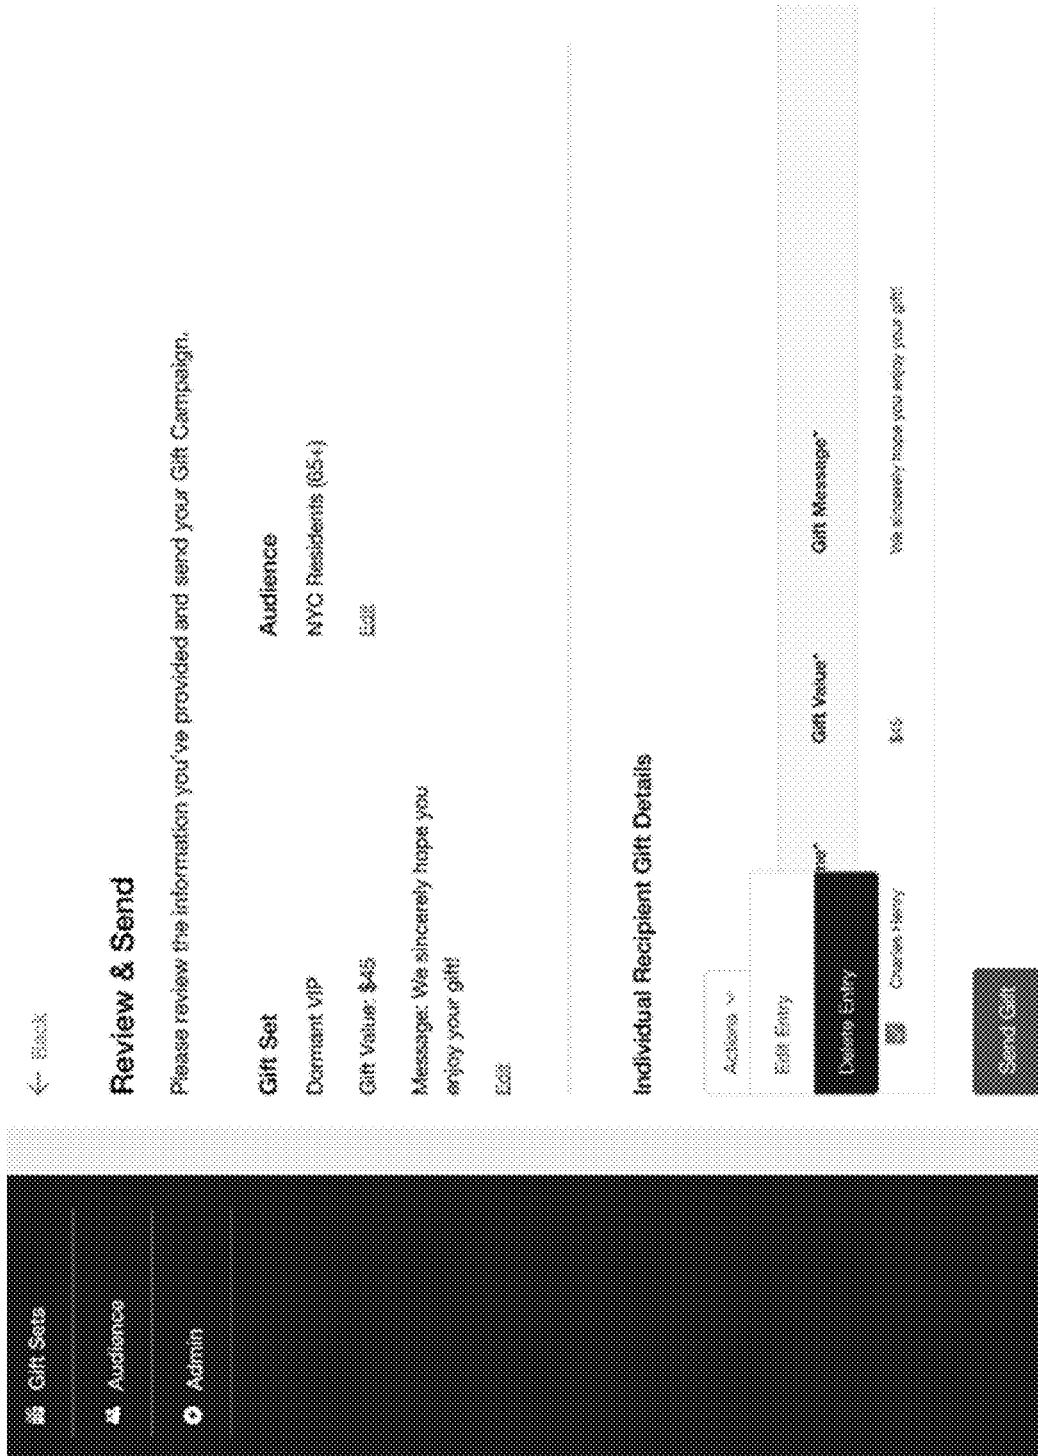 Gift Sets
Audience
Admin
← Back
Review & Send
Please review the information you've provided and send your Gift Campaign.
Gift Set
Dormant VIP
Gift Value: $45
Message: We sincerely hope you
enjoy your gift!
Edit
Audience
NYC Residents (65+)
Edit
Individual Recipient Gift Details
Actions
Edit Entry
Delete Entry
me*
Gift Value*
Gift Message*
Charles Henry
$45
We sincerely hope you enjoy your gift!
Send Gift